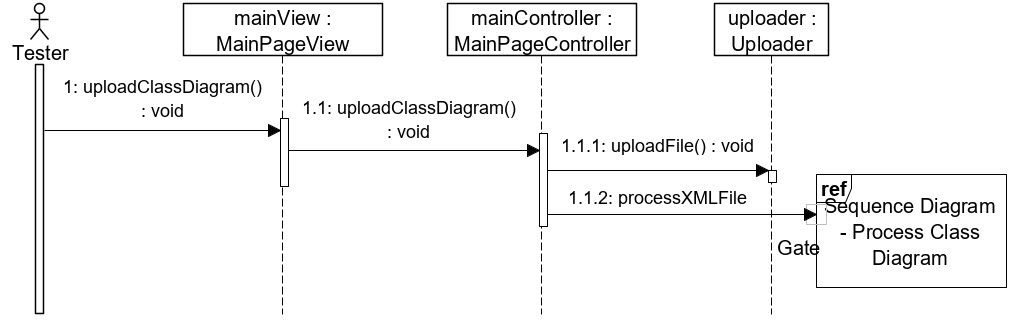 mainView :
MainPageView
mainController :
MainPageController
uploader :
Uploader
Tester
1: uploadClassDiagram()
: void
1.1: uploadClassDiagram()
: void
1.1.1: uploadFile() : void
1.1.2: processXMLFile
ref
Sequence Diagram
- Process Class
Diagram
Gate